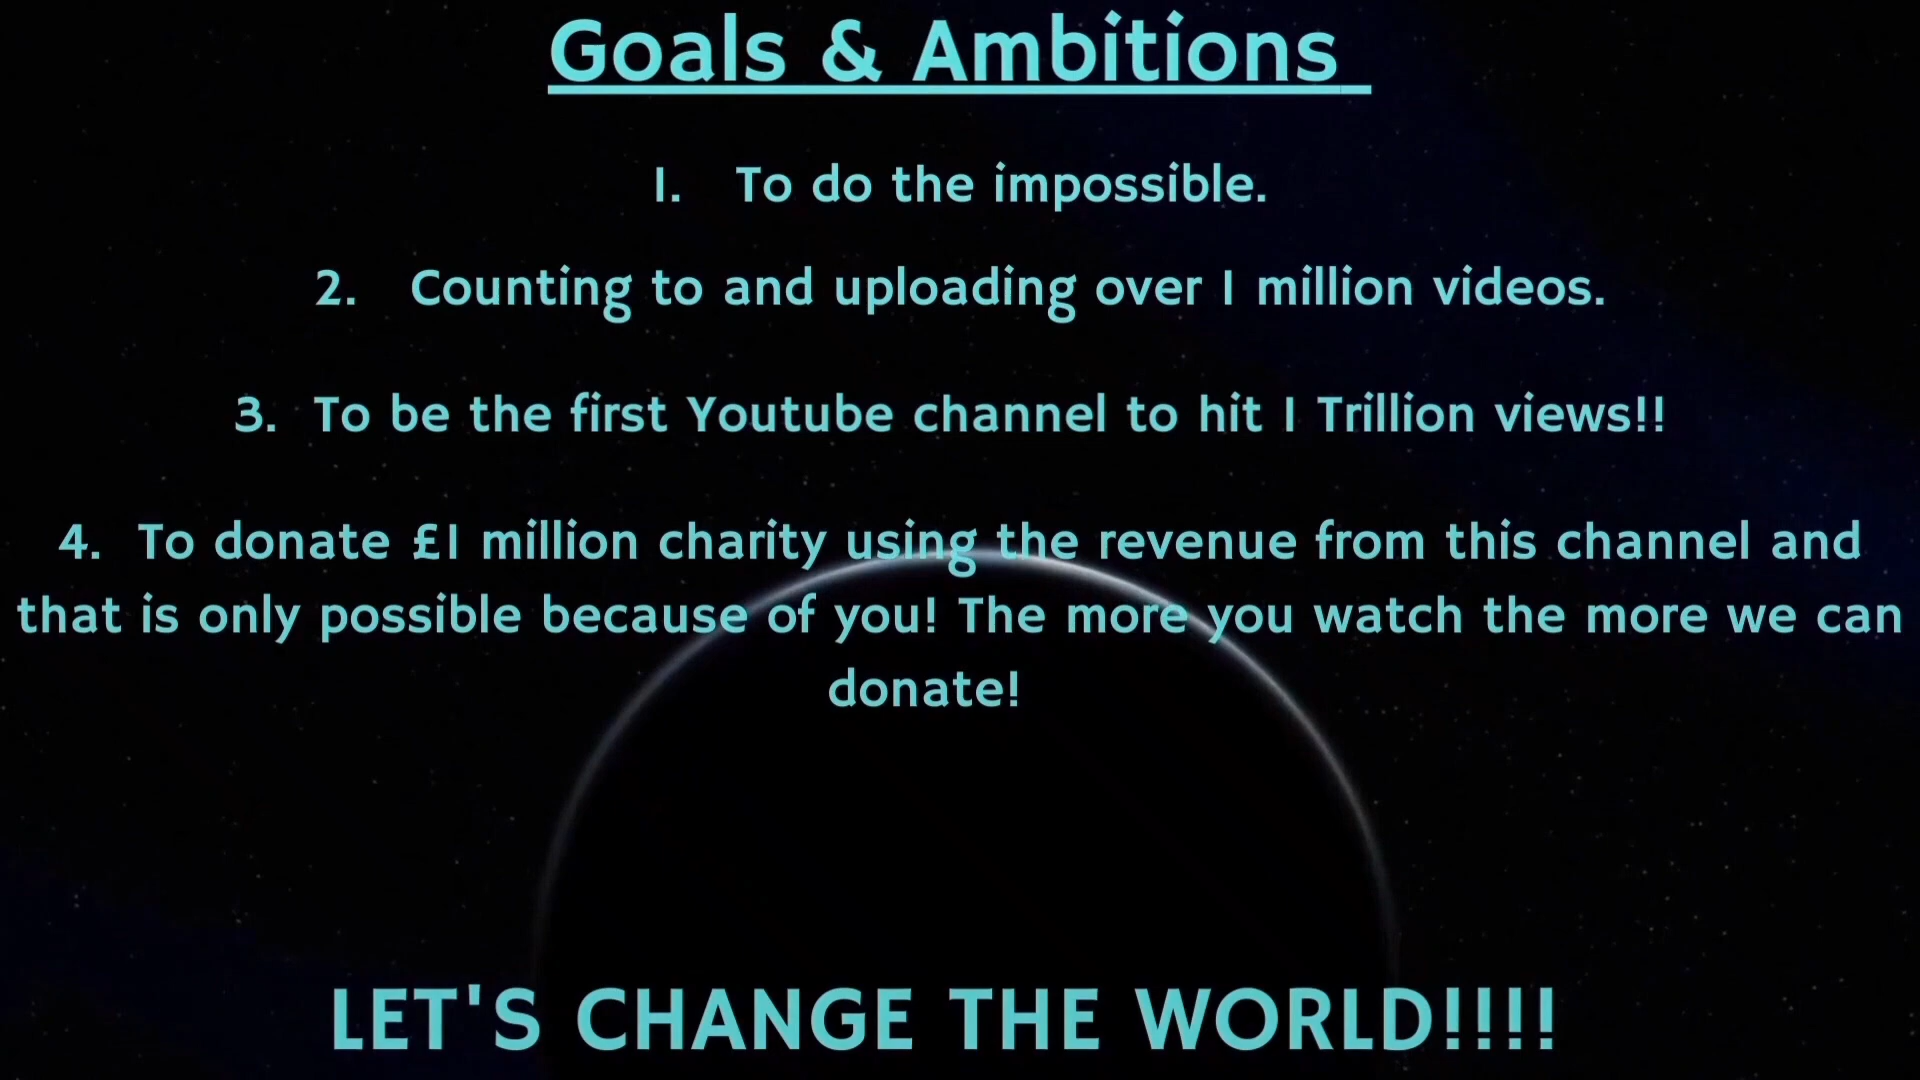 Goals & Ambitions
1. To do the impossible.
2. Counting to and uploading over 1 million videos.
3. To be the first Youtube channel to hit 1 Trillion views!!
4. To donate £1 million charity using the revenue from this channel and
that is only possible because of you! The more you watch the more we can
donate!
LET'S CHANGE THE WORLD!!!!